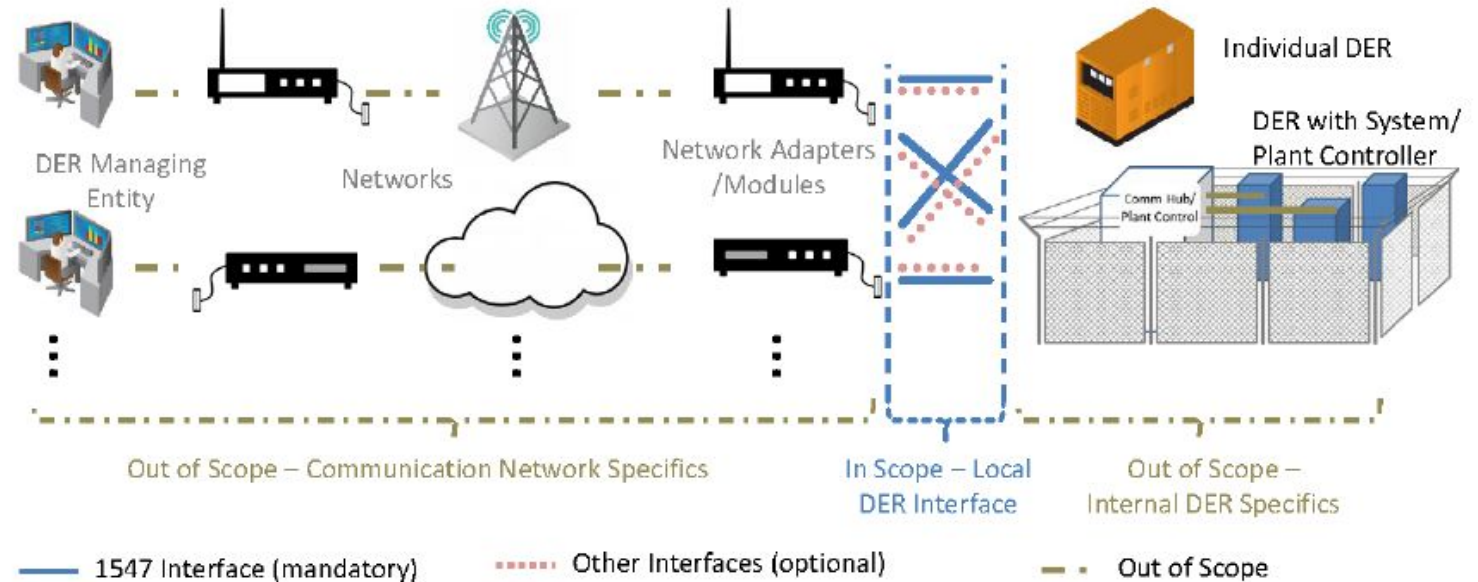 Individual DER
DER with System/
Plant Controller
DER Managing
Entity
Networks
Network Adapters
/Modules
Comm Hub/
Plant Control
Out of Scope – Communication Network Specifics
In Scope – Local
DER Interface
Out of Scope –
Internal DER Specifics
1547 Interface (mandatory)
Other Interfaces (optional)
Out of Scope